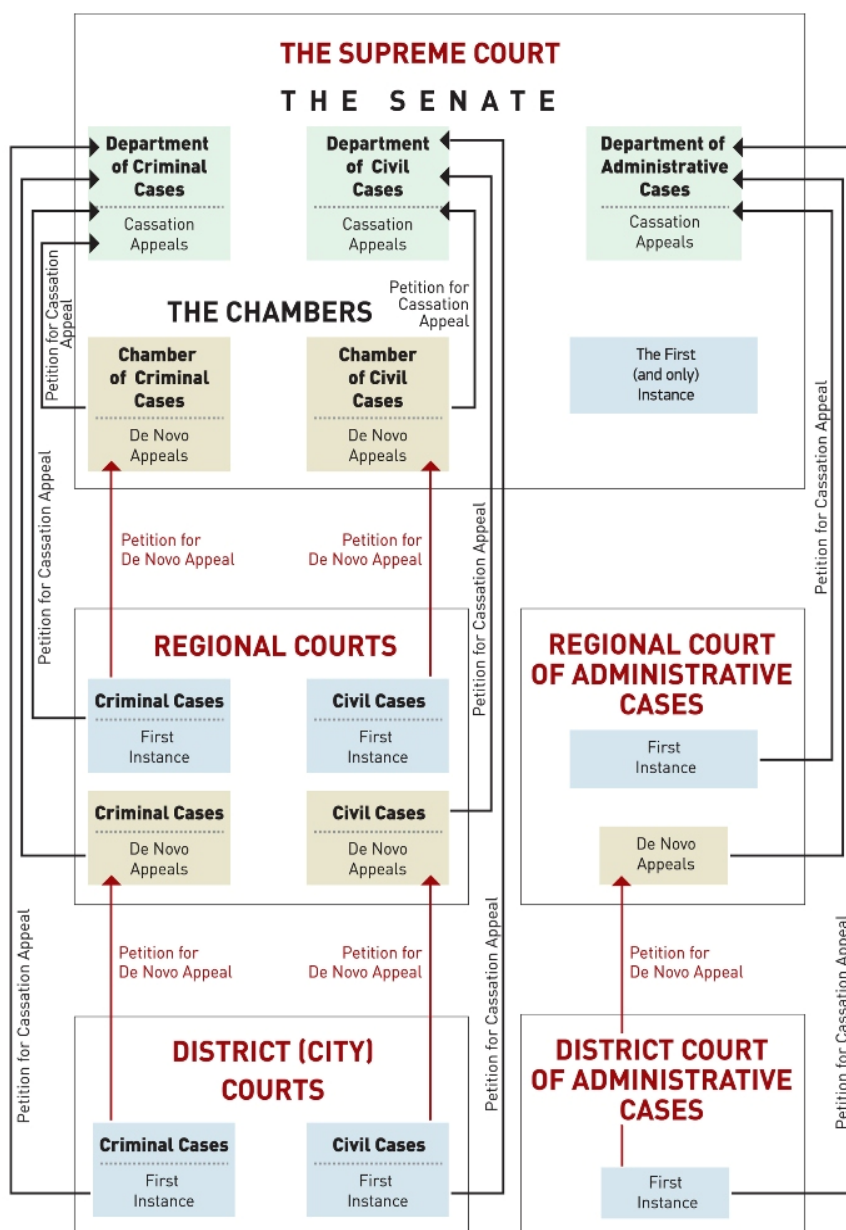 THE SUPREME COURT
THE SENATE
Department
of Criminal
Cases
Cassation
Appeals
Department
of Civil
Cases
Cassation
Appeals
Department of
Administrative
Cases
Cassation
Appeals
Petition for Cassation
Appeal
THE CHAMBERS
Petition for
Cassation
Appeal
Chamber
of Criminal
Cases
De Novo
Appeals
Chamber
of Civil
Cases
De Novo
Appeals
The First
(and only)
Instance
Petition for Cassation Appeal
Petition for
De Novo Appeal
Petition for
De Novo Appeal
Petition for Cassation Appeal
Petition for Cassation Appeal
REGIONAL COURTS
Criminal Cases
First
Instance
Civil Cases
First
Instance
Criminal Cases
De Novo
Appeals
Civil Cases
De Novo
Appeals
REGIONAL COURT
OF ADMINISTRATIVE
CASES
First
Instance
De Novo
Appeals
Petition for Cassation Appeal
Petition for
De Novo Appeal
Petition for
De Novo Appeal
Petition for Cassation Appeal
Petition for
De Novo Appeal
Petition for Cassation Appeal
DISTRICT (CITY)
COURTS
Criminal Cases
First
Instance
Civil Cases
First
Instance
DISTRICT COURT
OF ADMINISTRATIVE
CASES
First
Instance